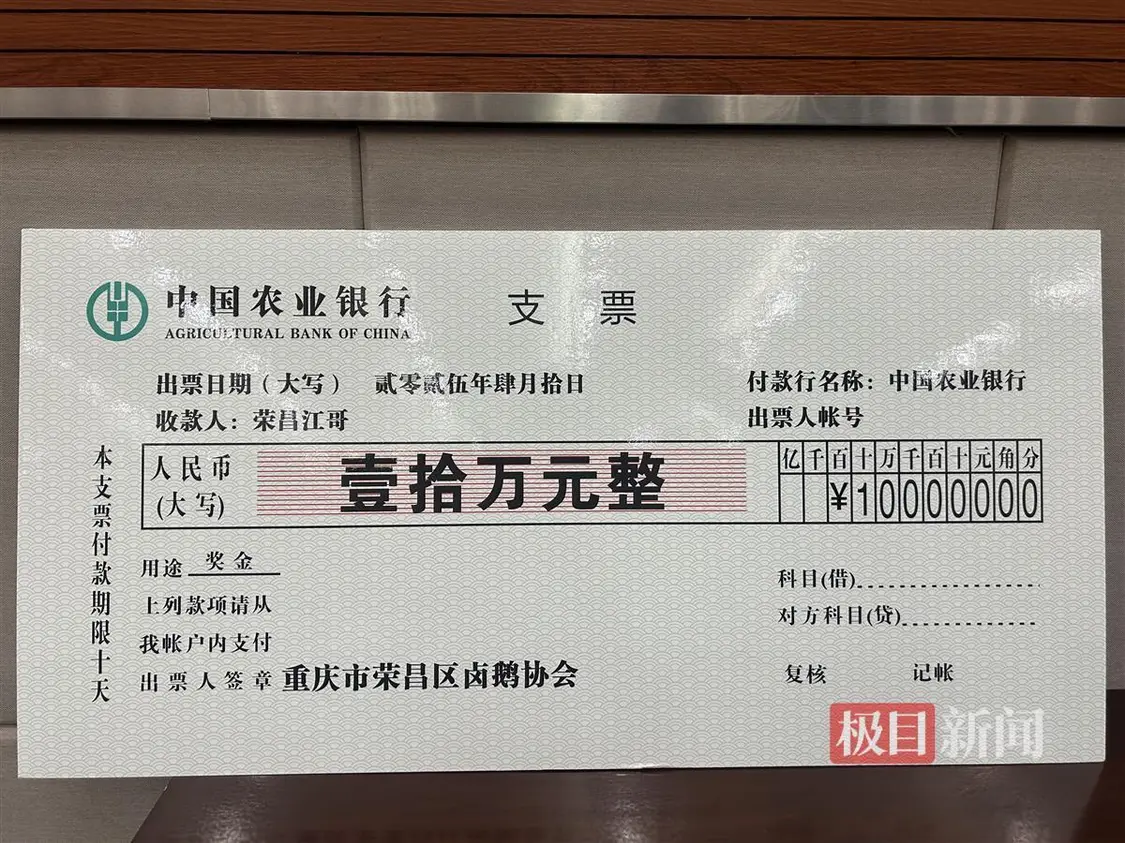 中国农业银行 支票
AGRICULTURAL BANK OF CHINA
出票日期(大写) 贰零贰伍年肆月拾日 付款行名称:中国农业银行
收款人:荣昌江哥 出票人帐号
本支票付款期限十天
人民币
(大写)
壹拾万元整
亿千百十万千百十元角分
¥10000000
用途 奖金
上列款项请从
我帐户内支付
出票人签章 重庆市荣昌区卤鹅协会
科目(借)
对方科目(贷)
复核 记帐
极目新闻